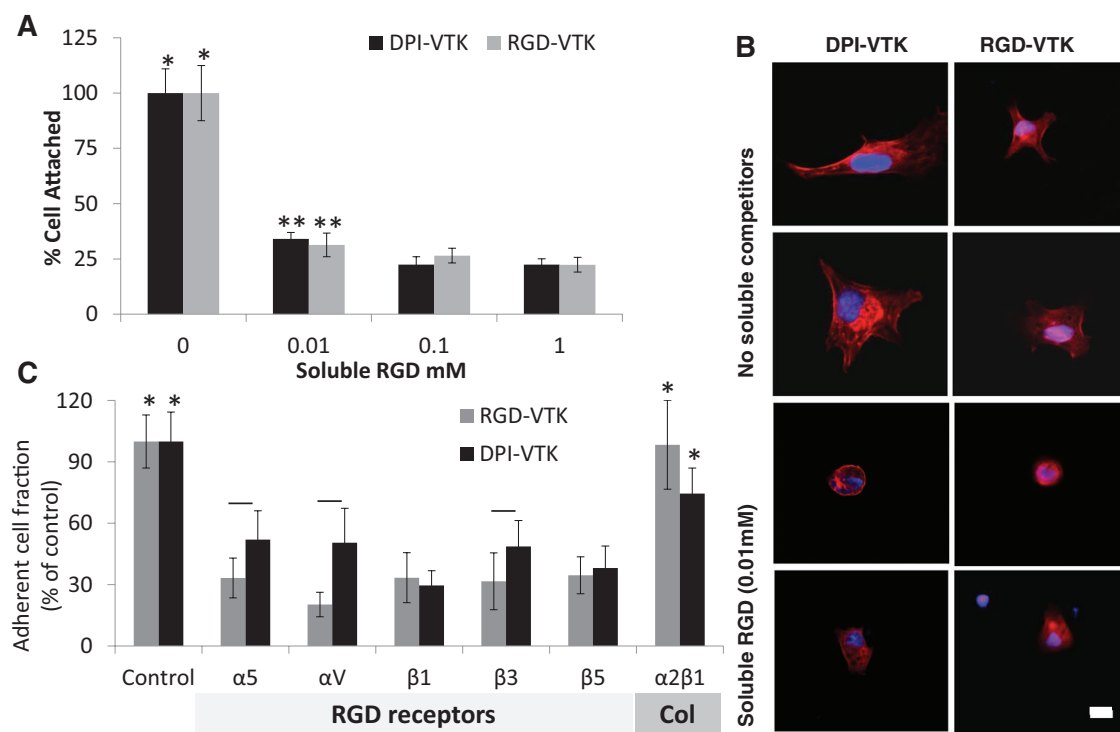 A
125
100
75
50
25
0
% Cell Attached
DPI-VTK
RGD-VTK
*
*
**
**
0
0.01
0.1
1
Soluble RGD mM
B
DPI-VTK
RGD-VTK
No soluble competitors
Soluble RGD (0.01mM)
C
120
90
60
30
0
Adherent cell fraction
(% of control)
RGD-VTK
DPI-VTK
*
*
*
*
Control
α5
αV
β1
β3
β5
α2β1
RGD receptors
Col